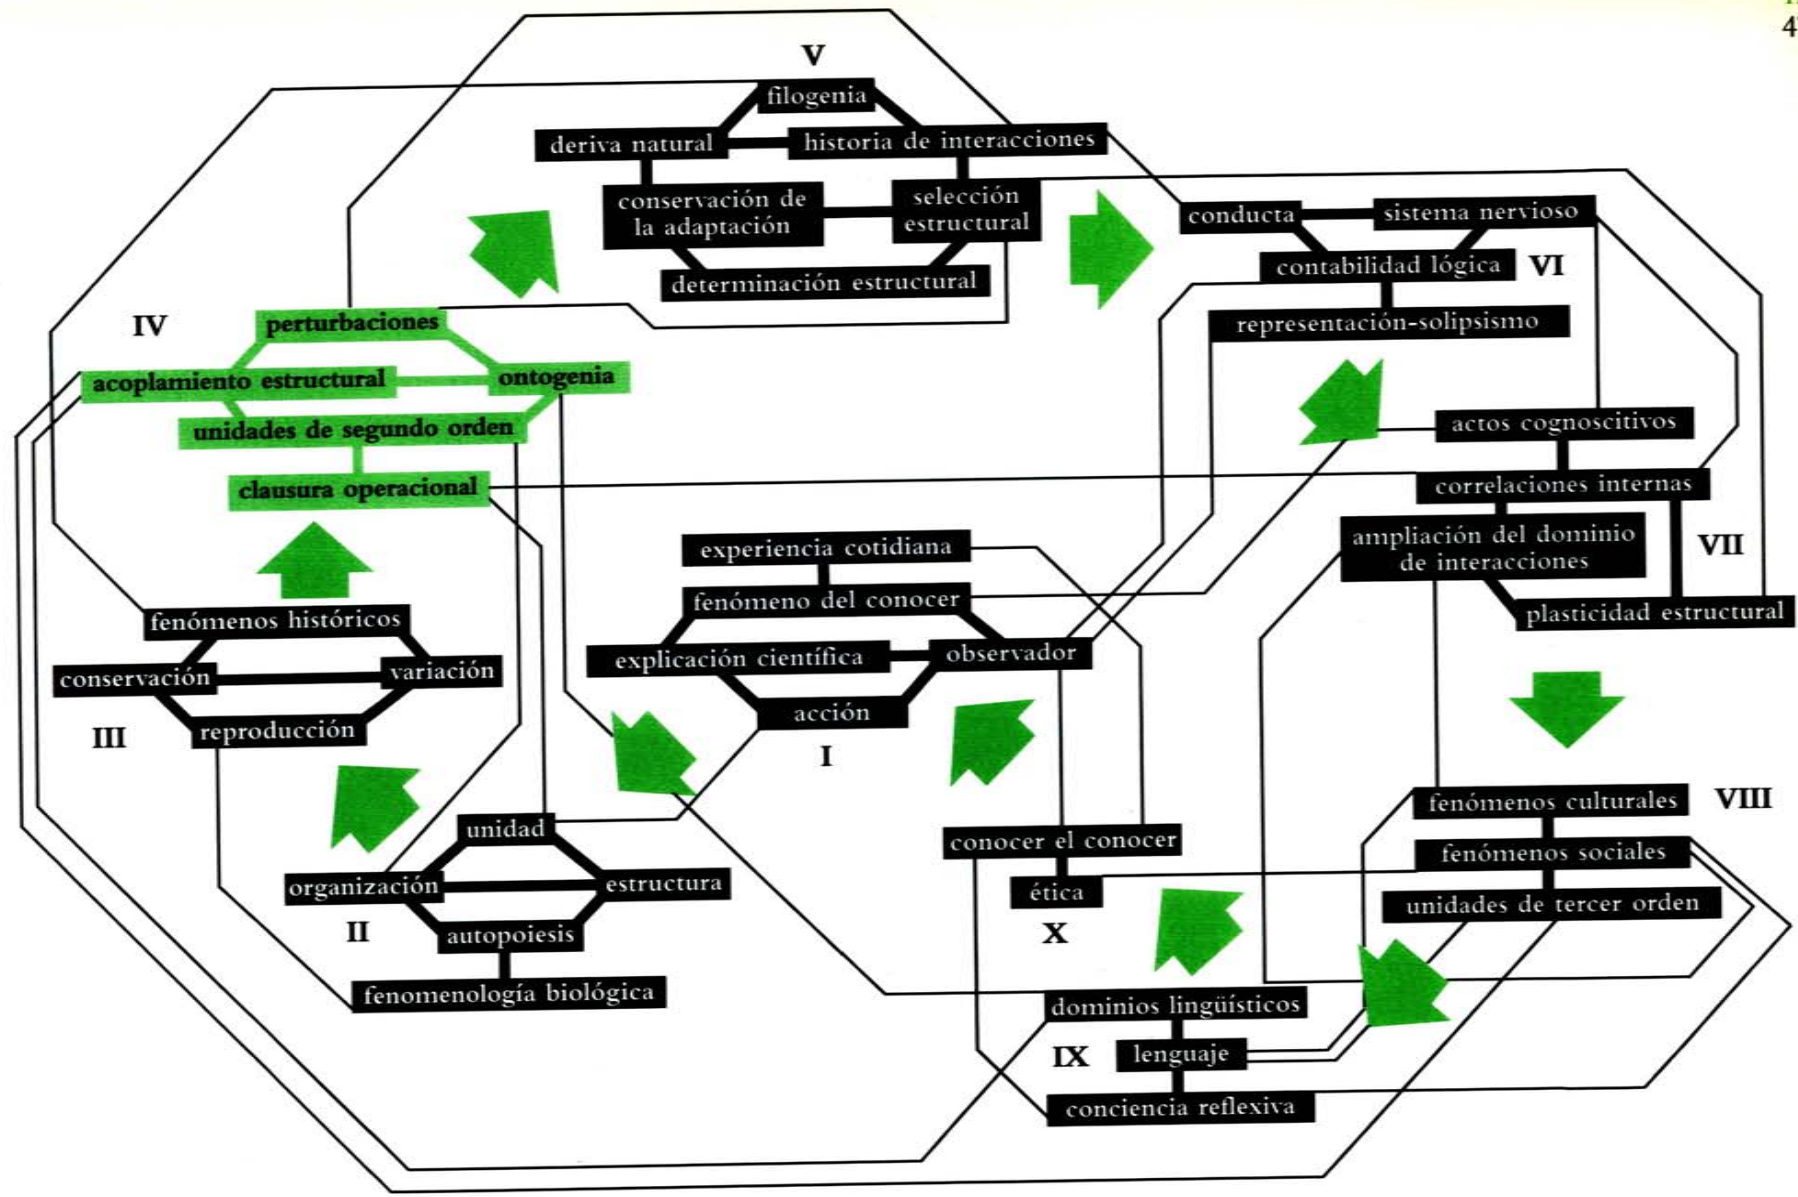 V
filogenia
deriva natural
historia de interacciones
conservación de
la adaptación
selección
estructural
determinación estructural
conducta
sistema nervioso
contabilidad lógica
VI
representación-solipsismo
IV
perturbaciones
acoplamiento estructural
ontogenia
unidades de segundo orden
clausura operacional
actos cognoscitivos
correlaciones internas
ampliación del dominio
de interacciones
VII
plasticidad estructural
experiencia cotidiana
fenómeno del conocer
explicación científica
observador
acción
I
fenómenos históricos
conservación
variación
reproducción
III
unidad
organización
estructura
II
autopoiesis
fenomenología biológica
conocer el conocer
ética
X
fenómenos culturales
VIII
fenómenos sociales
unidades de tercer orden
dominios lingüísticos
IX
lenguaje
conciencia reflexiva